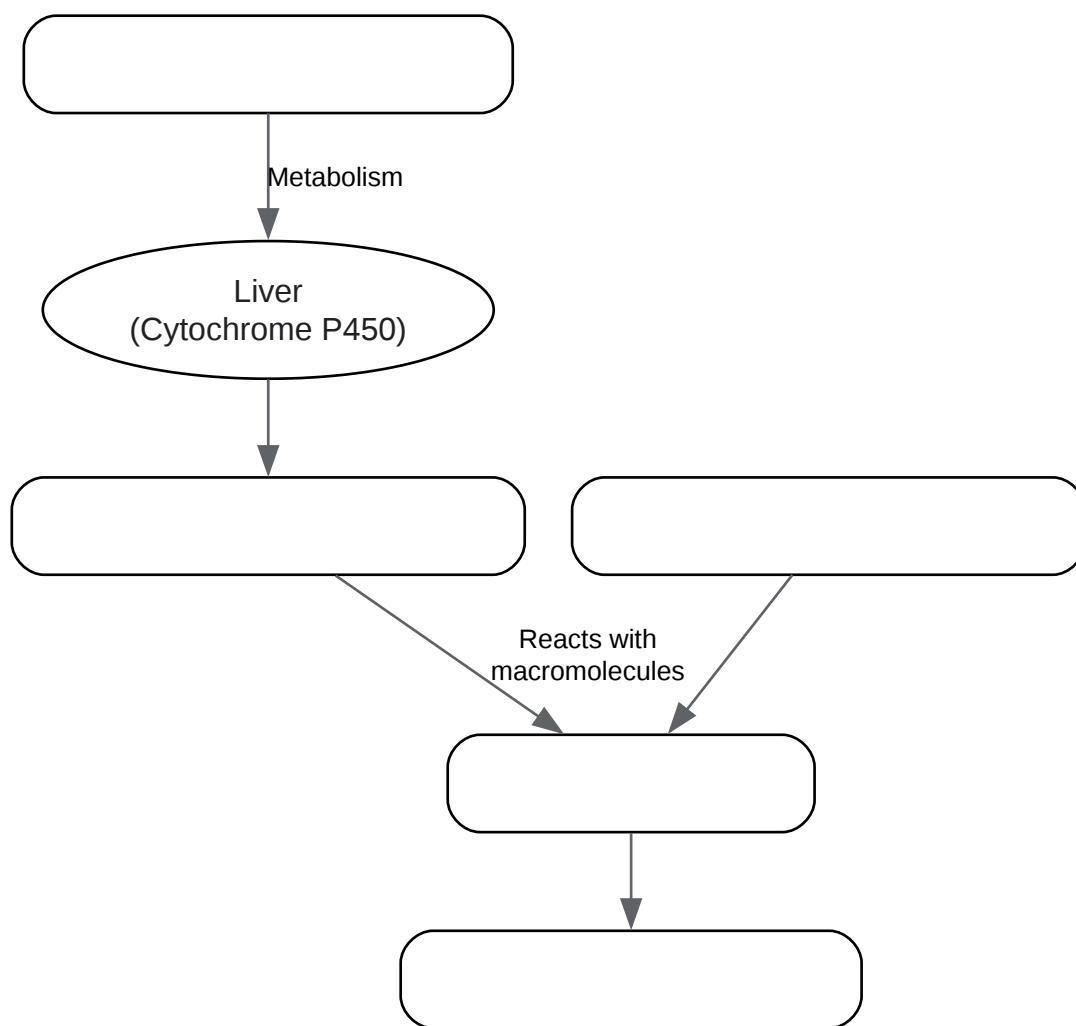 Metabolism
Liver
(Cytochrome P450)
Reacts with
macromolecules